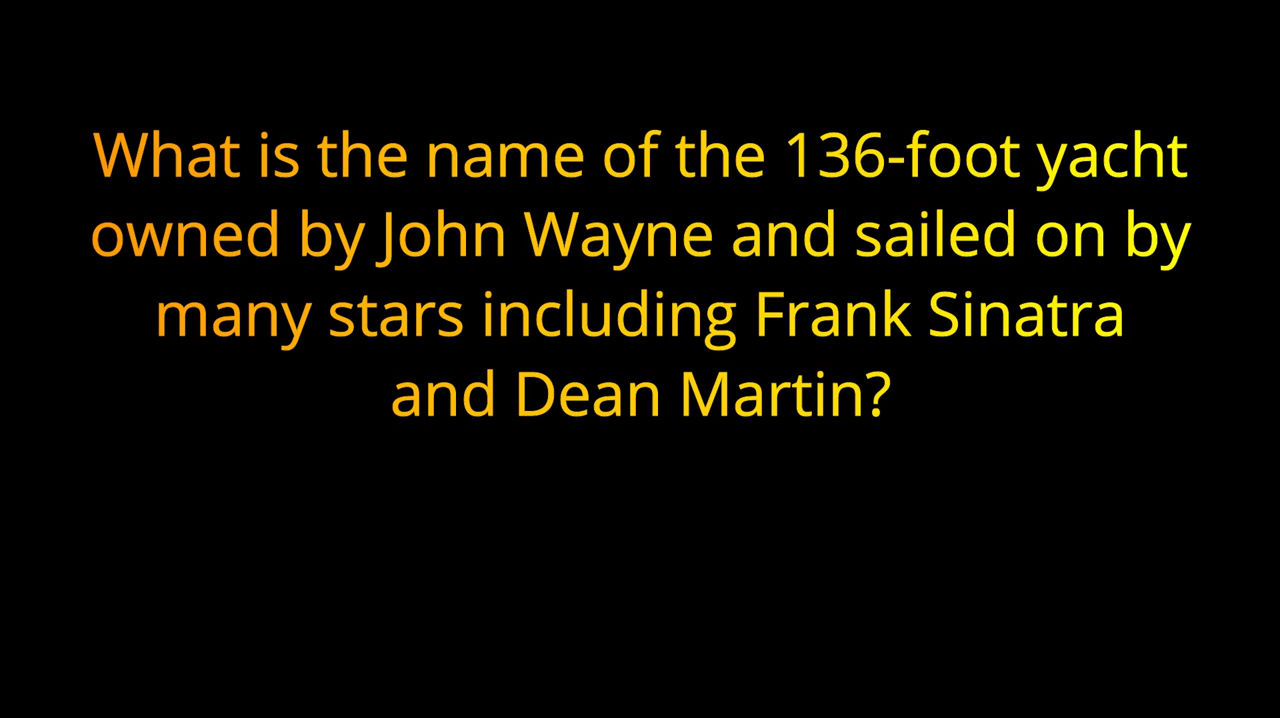 What is the name of the 136-foot yacht
owned by John Wayne and sailed on by
many stars including Frank Sinatra
and Dean Martin?